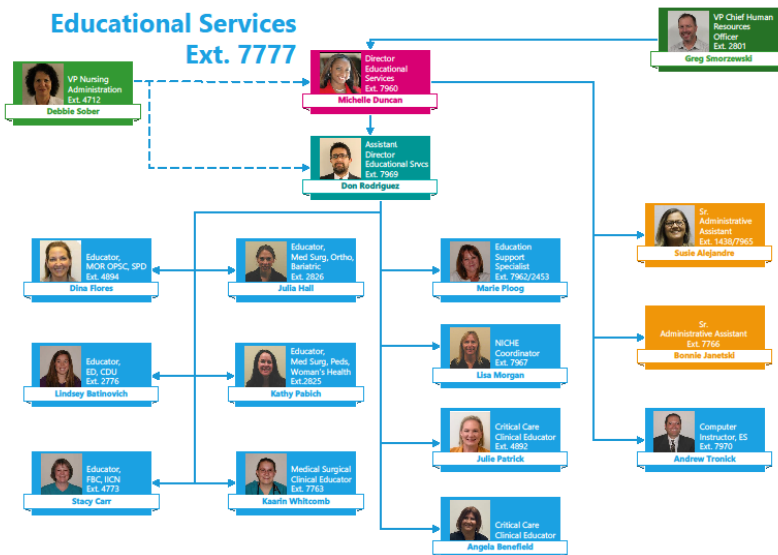 Educational Services
Ext. 7777
VP Chief Human
Resources
Officer
Ext. 2801
Greg Smorzewski
Director
Educational
Services
Ext. 7960
Michelle Duncan
VP Nursing
Administration
Ext. 4712
Debbie Sober
Assistant
Director
Educational Srvcs
Ext. 7969
Don Rodriguez
Sr.
Administrative
Assistant
Ext. 1438/7965
Susie Alejandre
Educator,
MOR OPSC, SPD
Ext. 4894
Dina Flores
Educator,
Med Surg, Ortho,
Bariatric
Ext. 2826
Julia Hall
Education
Support
Specialist
Ext. 7962/2453
Marie Ploog
Sr.
Administrative Assistant
Ext. 7766
Bonnie Janetski
Educator,
ED, CDU
Ext. 2776
Lindsey Batinovich
Educator,
Med Surg, Peds,
Woman's Health
Ext.2825
Kathy Pabich
NICHE
Coordinator
Ext. 7967
Lisa Morgan
Critical Care
Clinical Educator
Ext. 4892
Julie Patrick
Computer
Instructor, ES
Ext. 7970
Andrew Tronick
Educator,
FBC, IICN
Ext. 4773
Stacy Carr
Medical Surgical
Clinical Educator
Ext. 7763
Kaarin Whitcomb
Critical Care
Clinical Educator
Angela Benefield